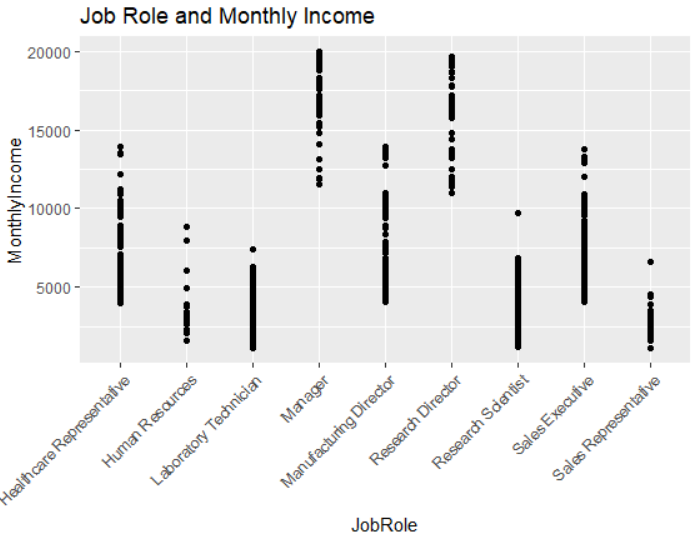 Job Role and Monthly Income
MonthlyIncome
20000
15000
10000
5000
Healthcare Representative
Human Resources
Laboratory Technician
Manager
Manufacturing Director
Research Director
Research Scientist
Sales Executive
Sales Representative
JobRole